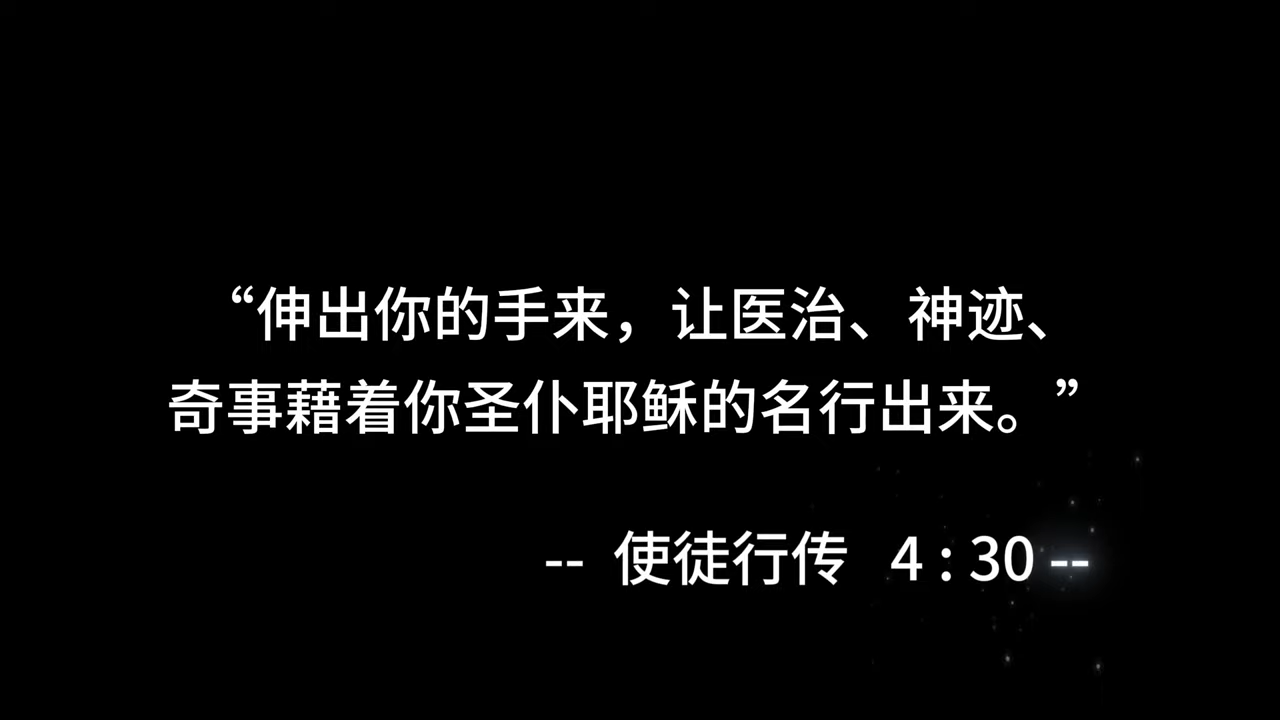 “伸出你的手来，让医治、神迹、
奇事藉着你圣仆耶稣的名行出来。”
-- 使徒行传 4 : 30 --